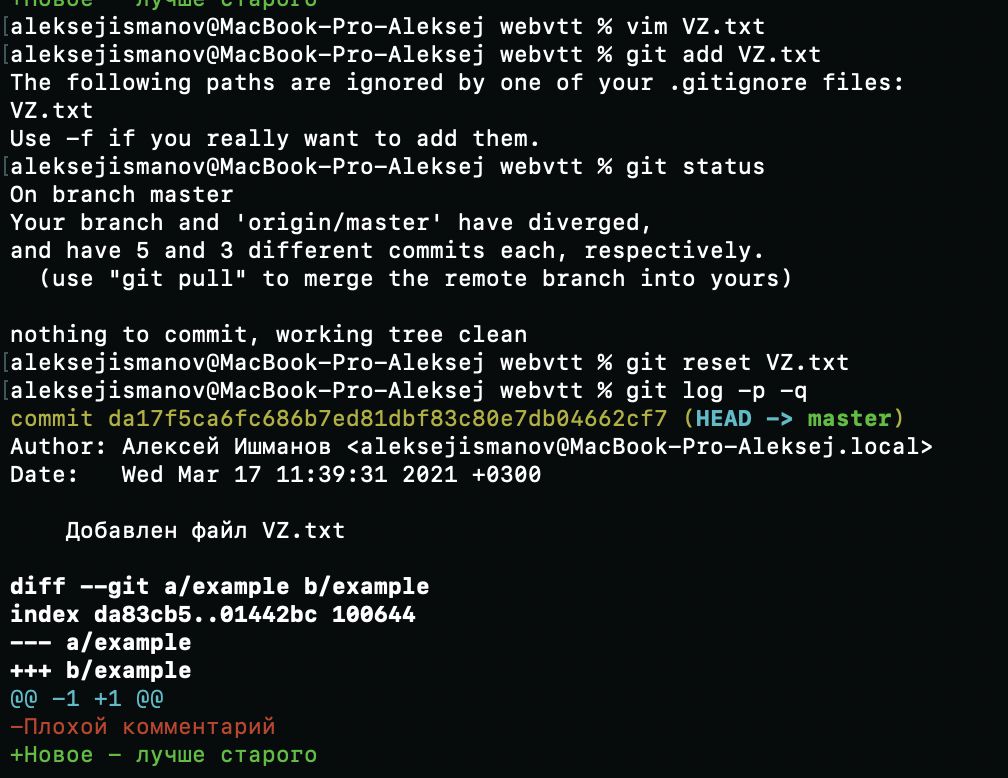 +Новое - лучше старого
[aleksejismanov@MacBook-Pro-Aleksej webvtt % vim VZ.txt
[aleksejismanov@MacBook-Pro-Aleksej webvtt % git add VZ.txt
The following paths are ignored by one of your .gitignore files:
VZ.txt
Use -f if you really want to add them.
[aleksejismanov@MacBook-Pro-Aleksej webvtt % git status
On branch master
Your branch and 'origin/master' have diverged,
and have 5 and 3 different commits each, respectively.
  (use "git pull" to merge the remote branch into yours)

nothing to commit, working tree clean
[aleksejismanov@MacBook-Pro-Aleksej webvtt % git reset VZ.txt
[aleksejismanov@MacBook-Pro-Aleksej webvtt % git log -p -q
commit da17f5ca6fc686b7ed81dbf83c80e7db04662cf7 (HEAD -> master)
Author: Алексей Ишманов <aleksejismanov@MacBook-Pro-Aleksej.local>
Date:   Wed Mar 17 11:39:31 2021 +0300

    Добавлен файл VZ.txt

diff --git a/example b/example
index da83cb5..01442bc 100644
--- a/example
+++ b/example
@@ -1 +1 @@
-Плохой комментарий
+Новое - лучше старого